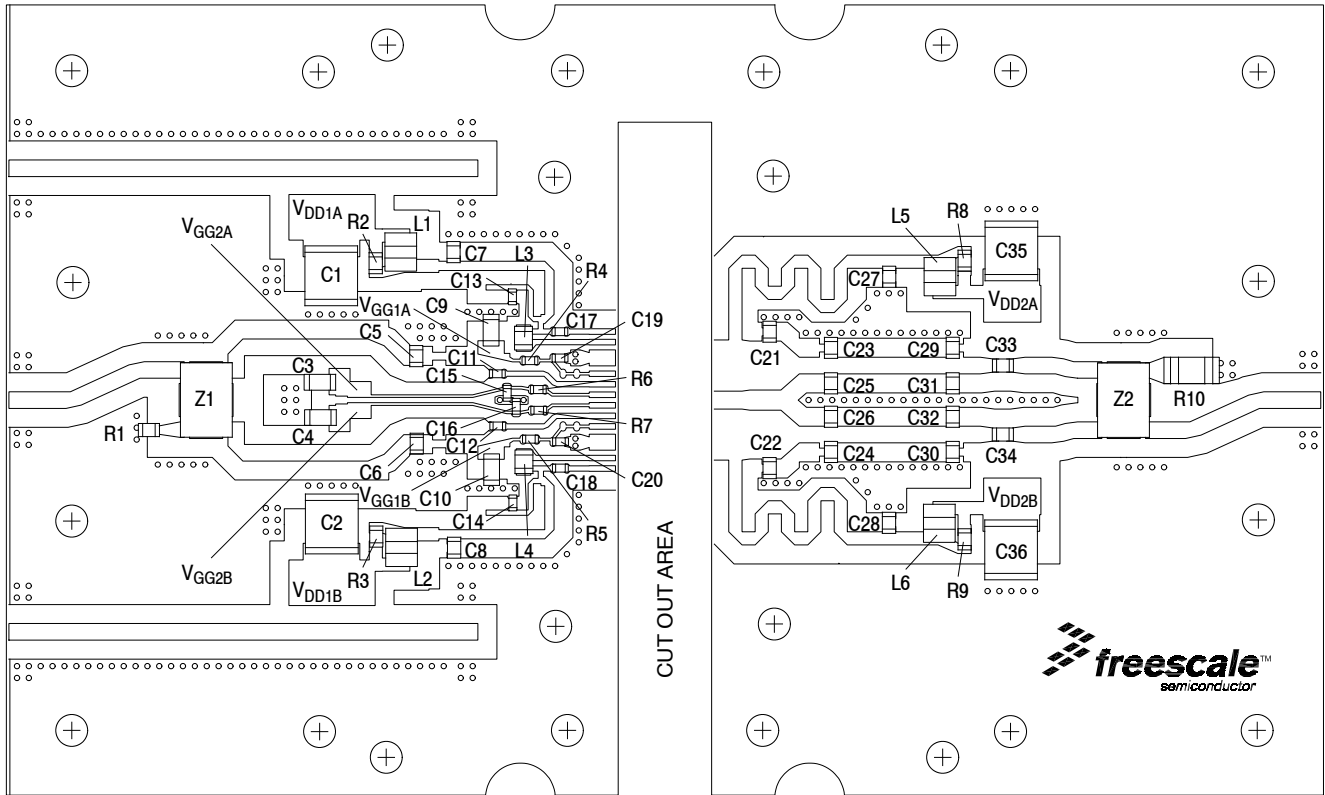 VDD1A
R2
L1
VGG2A
C7
L3
R4
C1
C13
VGG1A
C9
C17
C19
C5
C11
C3
C15
R6
Z1
R1
C4
C16
R7
C12
C6
C20
VGG1B
C10
C18
C2
C14
R5
C8
L4
VGG2B
R3
L2
VDD1B
CUT OUT AREA
L5
R8
C35
C27
VDD2A
C21
C23
C29
C33
C25
C31
Z2
R10
C26
C32
C22
C24
C30
C34
VDD2B
C28
C36
L6
R9
freescale™
semiconductor